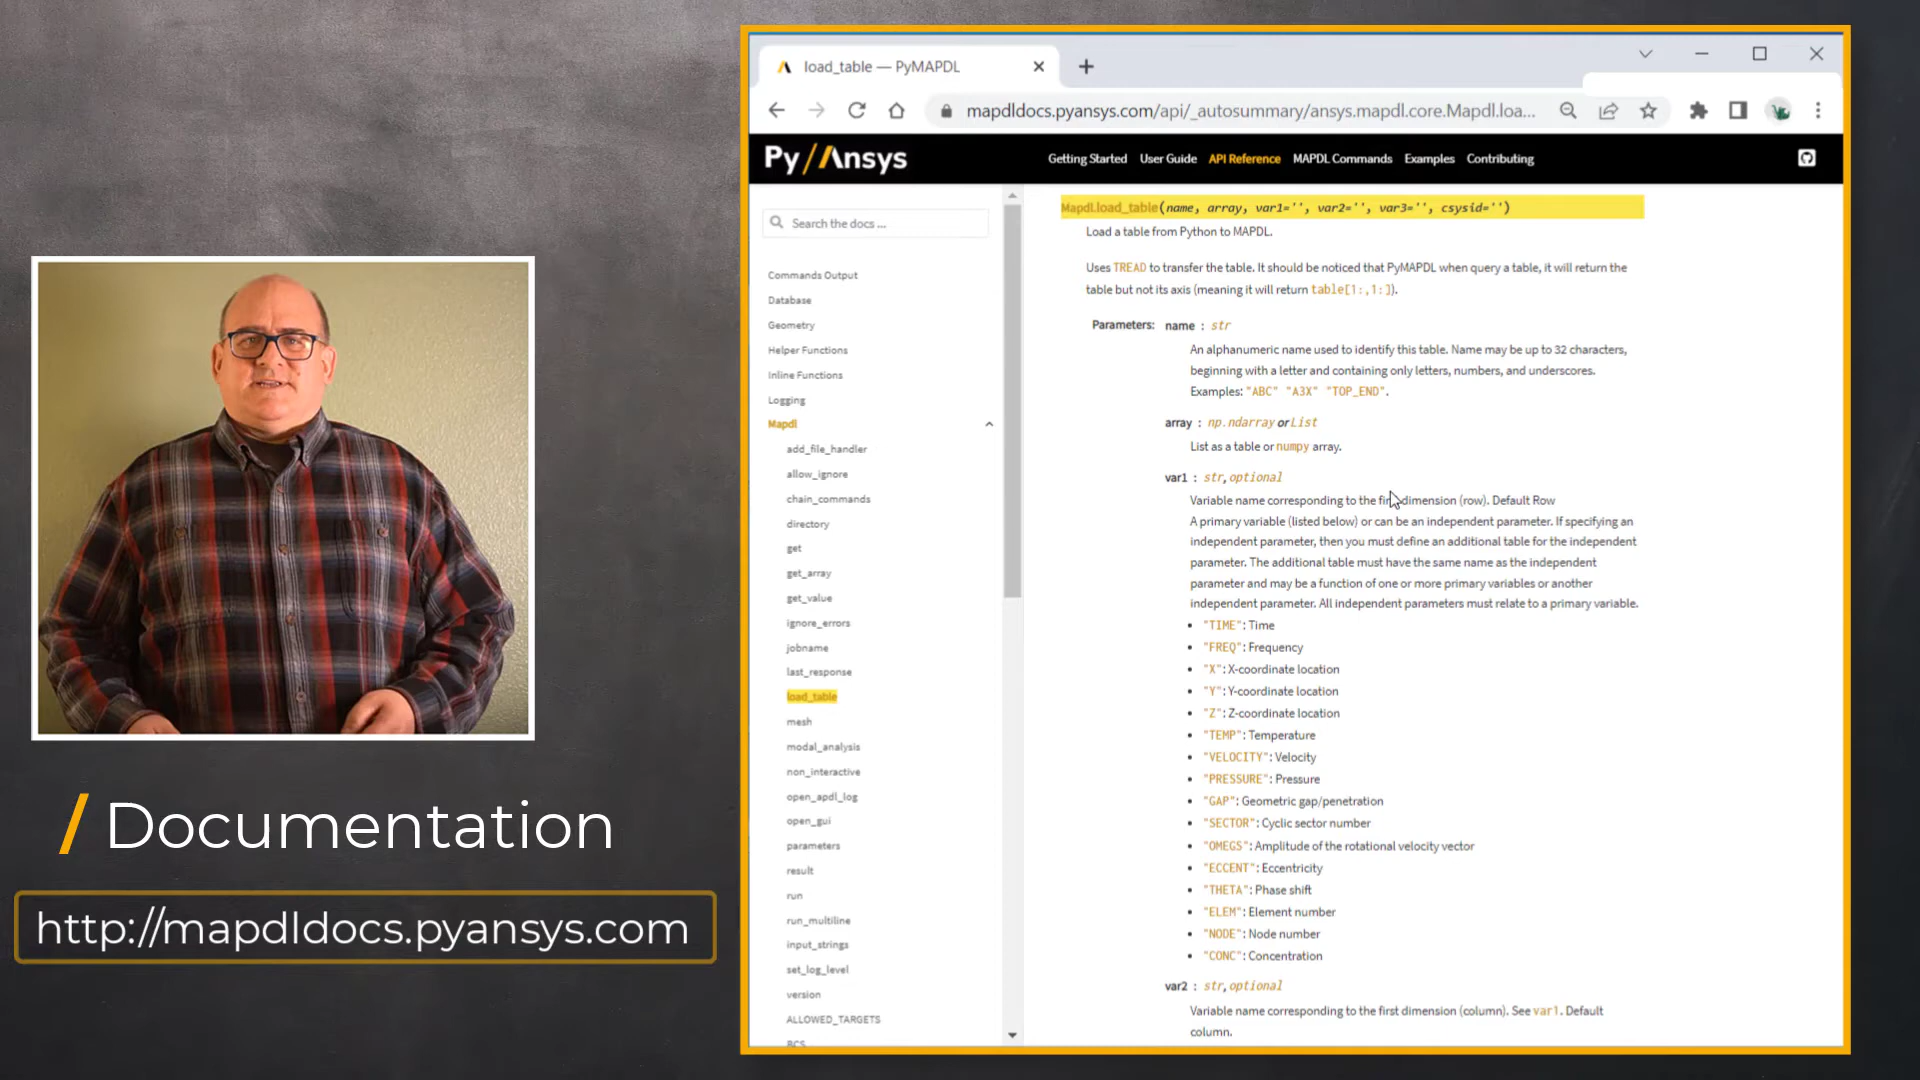 / Documentation
http://mapdldocs.pyansys.com
load_table — PyMAPDL
mapdldocs.pyansys.com/api/_autosummary/ansys.mapdl.core.Mapdl.loa...
Py/Ansys
Getting Started User Guide API Reference MAPDL Commands Examples Contributing
Search the docs ...
Commands Output
Database
Geometry
Helper Functions
Inline Functions
Logging
Mapdl
add_file_handler
allow_ignore
chain_commands
directory
get
get_array
get_value
ignore_errors
jobname
last_response
load_table
mesh
modal_analysis
non_interactive
open_apdl_log
open_gui
parameters
result
run
run_multiline
input_strings
set_log_level
version
ALLOWED_TARGETS
BCS
Mapdl.load_table(name, array, var1='', var2='', var3='', csysid='')
Load a table from Python to MAPDL.
Uses TREAD to transfer the table. It should be noticed that PyMAPDL when query a table, it will return the
table but not its axis (meaning it will return table[1:,1:]).
Parameters: name : str
An alphanumeric name used to identify this table. Name may be up to 32 characters,
beginning with a letter and containing only letters, numbers, and underscores.
Examples: "ABC" "A3X" "TOP_END".
array : np.ndarray or List
List as a table or numpy array.
var1 : str, optional
Variable name corresponding to the first dimension (row). Default Row
A primary variable (listed below) or can be an independent parameter. If specifying an
independent parameter, then you must define an additional table for the independent
parameter. The additional table must have the same name as the independent
parameter and may be a function of one or more primary variables or another
independent parameter. All independent parameters must relate to a primary variable.
• "TIME": Time
• "FREQ": Frequency
• "X": X-coordinate location
• "Y": Y-coordinate location
• "Z": Z-coordinate location
• "TEMP": Temperature
• "VELOCITY": Velocity
• "PRESSURE": Pressure
• "GAP": Geometric gap/penetration
• "SECTOR": Cyclic sector number
• "OMEGS": Amplitude of the rotational velocity vector
• "ECCENT": Eccentricity
• "THETA": Phase shift
• "ELEM": Element number
• "NODE": Node number
• "CONC": Concentration
var2 : str, optional
Variable name corresponding to the first dimension (column). See var1. Default
column.